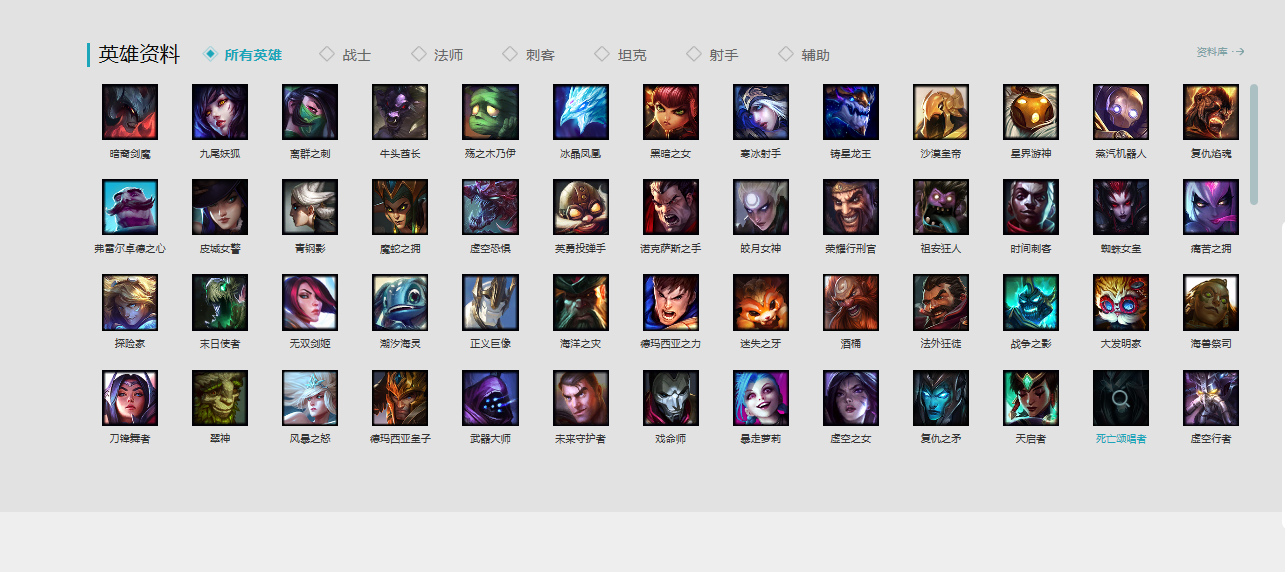 英雄资料 所有英雄 战士 法师 刺客 坦克 射手 辅助 资料库
暗裔剑魔 九尾妖狐 离群之刺 牛头酋长 殇之木乃伊 冰晶凤凰 黑暗之女 寒冰射手 铸星龙王 沙漠皇帝 星界游神 蒸汽机器人 复仇焰魂
弗雷尔卓德之心 皮城女警 青钢影 魔蛇之拥 虚空恐惧 英勇投弹手 诺克萨斯之手 皎月女神 荣耀行刑官 祖安狂人 时间刺客 蜘蛛女皇 痛苦之拥
探险家 末日使者 无双剑姬 潮汐海灵 正义巨像 海洋之灾 德玛西亚之力 迷失之牙 酒桶 法外狂徒 战争之影 大发明家 海兽祭司
刀锋舞者 翠神 风暴之怒 德玛西亚皇子 武器大师 未来守护者 戏命师 暴走萝莉 虚空之女 复仇之矛 天启者 死亡颂唱者 虚空行者